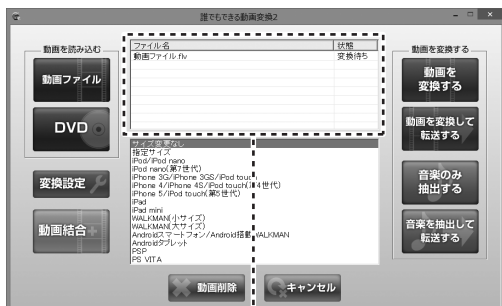 誰でもできる動画変換2
動画を読み込む
動画ファイル
DVD
変換設定
動画結合
ファイル名
状態
動画ファイル.flv
変換待ち
サイズ変更なし
指定サイズ
iPod/iPod nano
iPod nano(第7世代)
iPhone 3G/iPhone 3GS/iPod touch
iPhone 4/iPhone 4S/iPod touch(第4世代)
iPhone 5/iPod touch(第5世代)
iPad
iPad mini
WALKMAN(小サイズ)
WALKMAN(大サイズ)
Androidスマートフォン/Android搭載WALKMAN
Androidタブレット
PSP
PS VITA
動画を変換する
動画を
変換する
動画を変換して
転送する
音楽のみ
抽出する
音楽を抽出して
転送する
動画削除
キャンセル